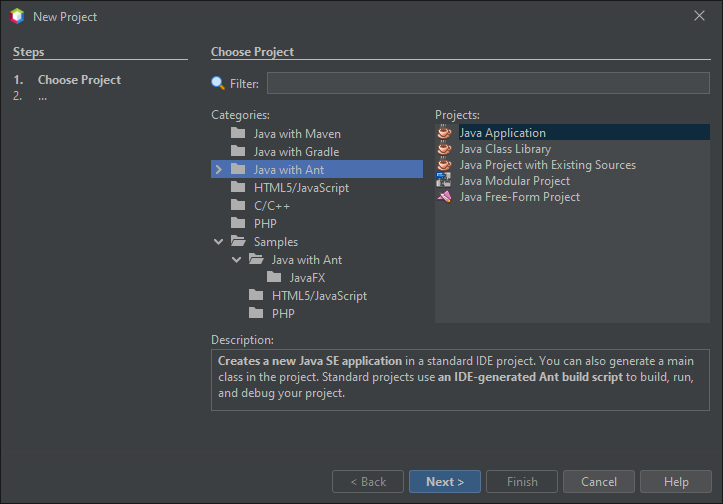 New Project
Steps
1. Choose Project
2. ...
Choose Project
Filter:
Categories:
Java with Maven
Java with Gradle
Java with Ant
HTML5/JavaScript
C/C++
PHP
Samples
Java with Ant
JavaFX
HTML5/JavaScript
PHP
Projects:
Java Application
Java Class Library
Java Project with Existing Sources
Java Modular Project
Java Free-Form Project
Description:
Creates a new Java SE application in a standard IDE project. You can also generate a main
class in the project. Standard projects use an IDE-generated Ant build script to build, run,
and debug your project.
< Back
Next >
Finish
Cancel
Help